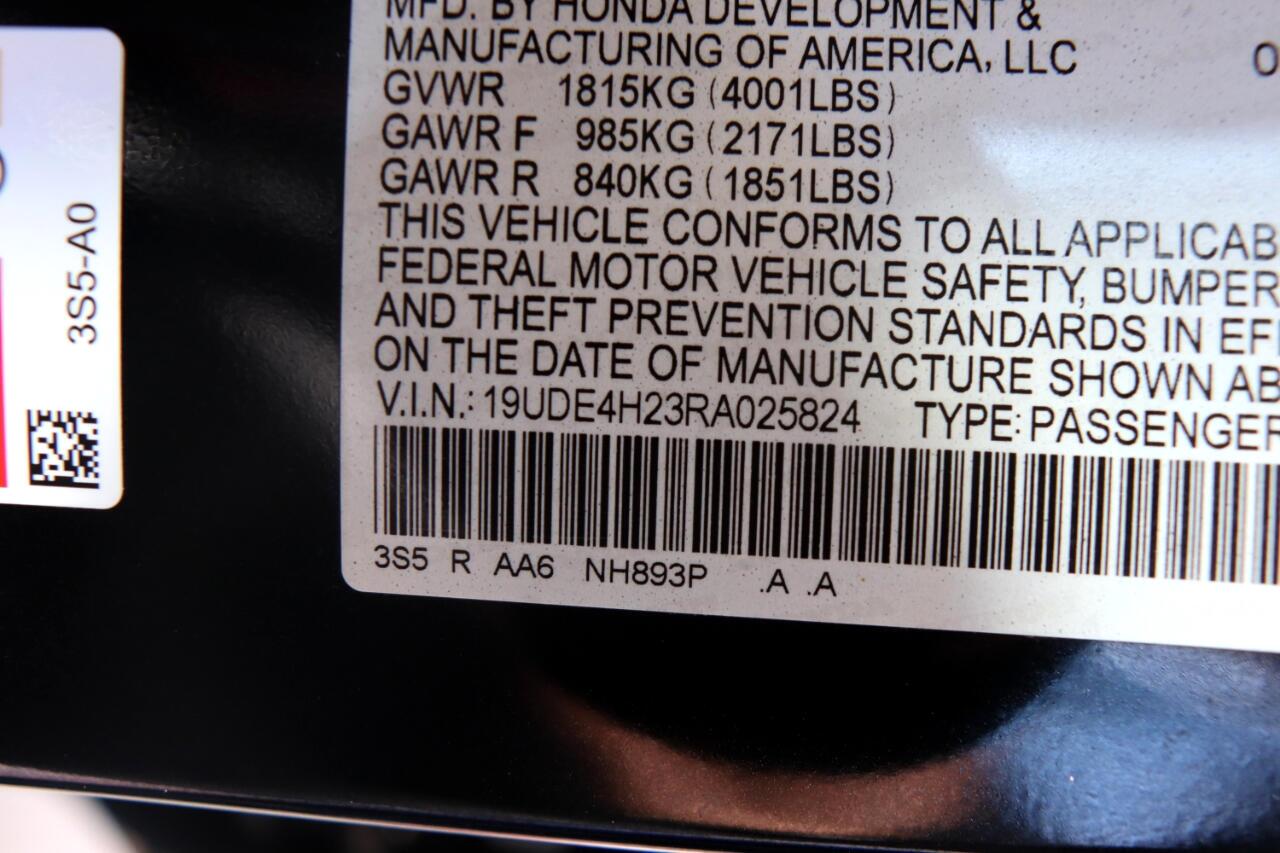 MFD. BY HONDA DEVELOPMENT &
MANUFACTURING OF AMERICA, LLC 0
GVWR 1815KG (4001LBS)
GAWR F 985KG (2171LBS)
GAWR R 840KG (1851LBS)
THIS VEHICLE CONFORMS TO ALL APPLICAB
FEDERAL MOTOR VEHICLE SAFETY, BUMPER
AND THEFT PREVENTION STANDARDS IN EF
ON THE DATE OF MANUFACTURE SHOWN AB
V.I.N.: 19UDE4H23RA025824 TYPE: PASSENGER
3S5 R AA6 NH893P .A .A
3S5-A0